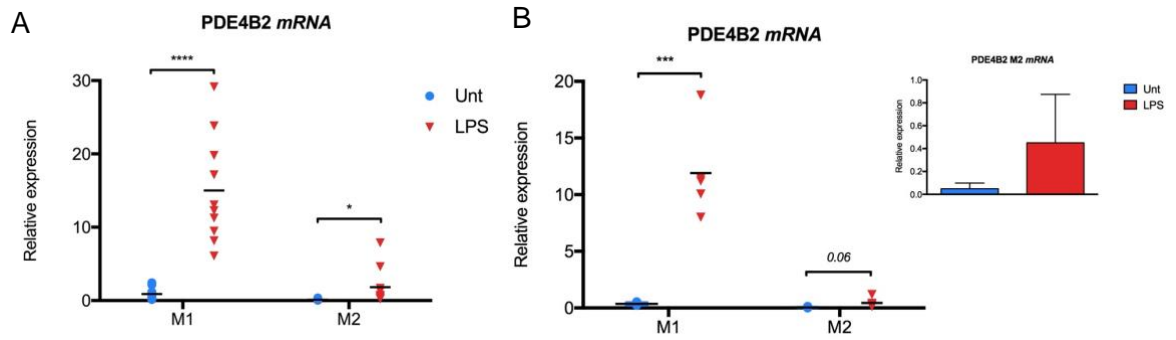 A
PDE4B2 mRNA
****
30
20
10
0
Relative expression
*
M1
M2
Unt
LPS
B
PDE4B2 mRNA
***
20
15
10
5
0
Relative expression
0.06
M1
M2
PDE4B2 M2 mRNA
1.0
0.8
0.6
0.4
0.2
0.0
Relative expression
Unt
LPS